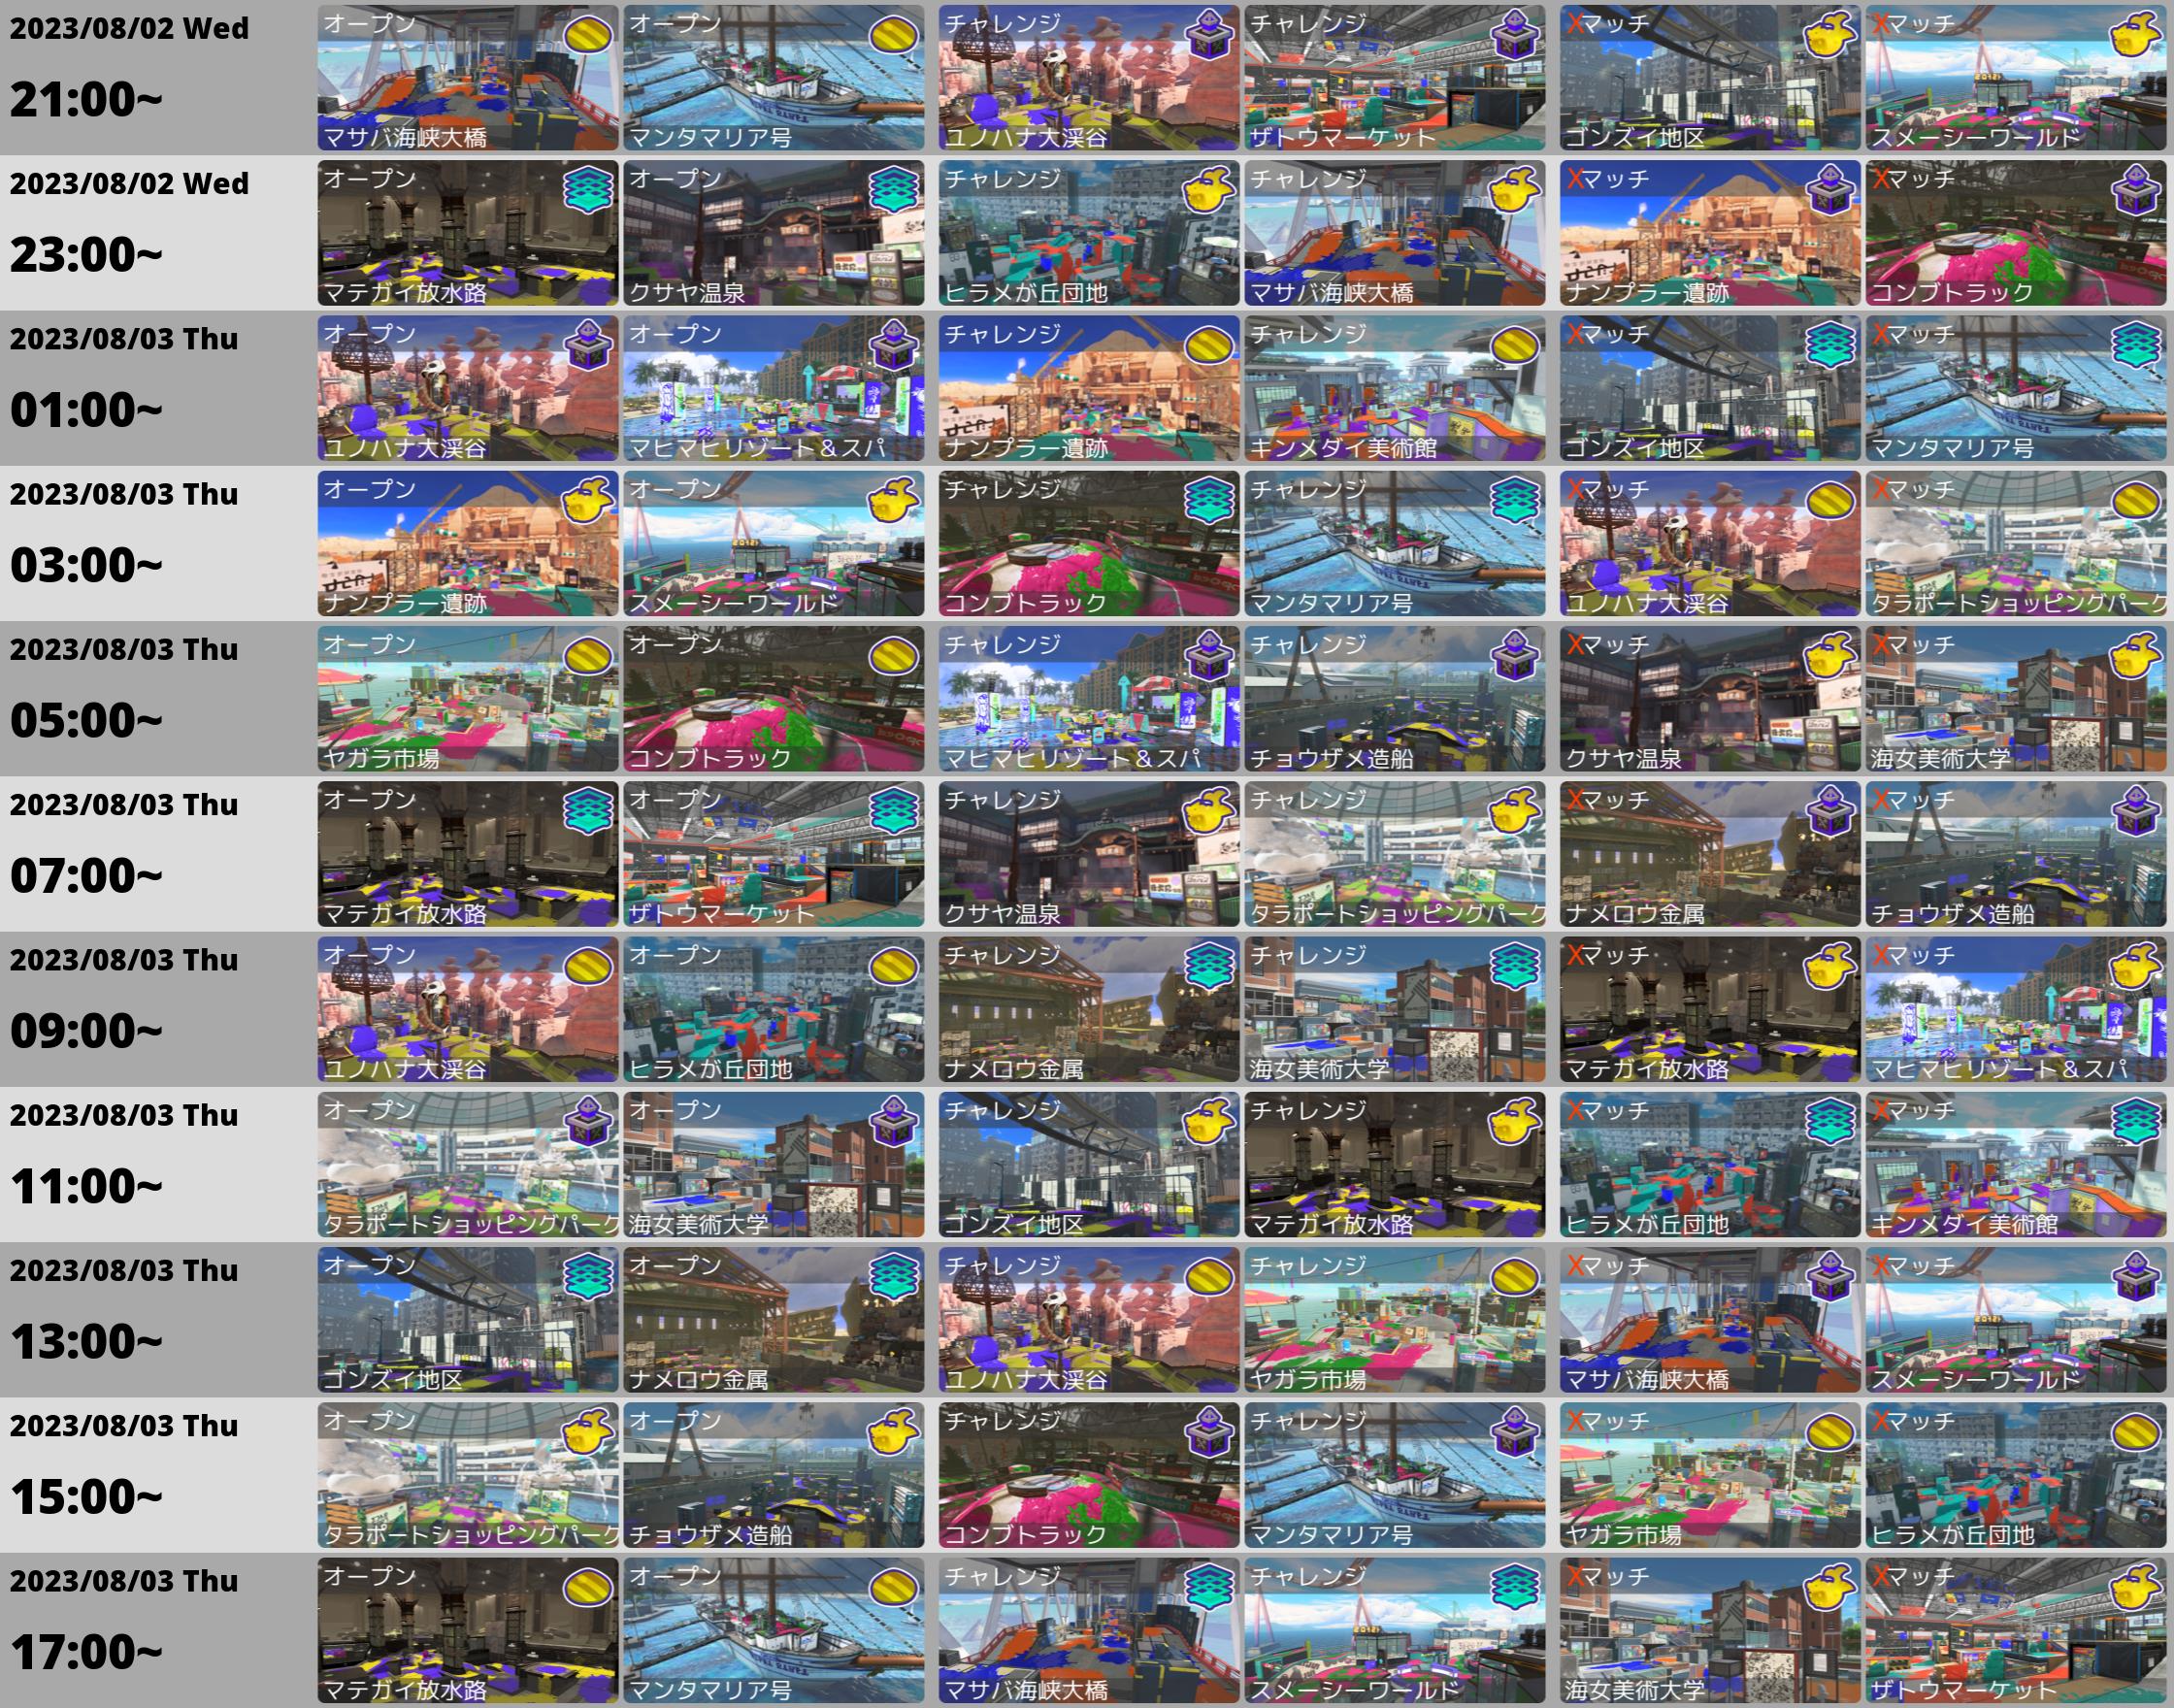 2023/08/02 Wed
21:00~
オープン オープン チャレンジ チャレンジ Xマッチ Xマッチ
マサバ海峡大橋 マンタマリア号 ユノハナ大渓谷 ザトウマーケット ゴンズイ地区 スメーシーワールド
2023/08/02 Wed
23:00~
オープン オープン チャレンジ チャレンジ Xマッチ Xマッチ
マテガイ放水路 クサヤ温泉 ヒラメが丘団地 マサバ海峡大橋 ナンプラー遺跡 コンブトラック
2023/08/03 Thu
01:00~
オープン オープン チャレンジ チャレンジ Xマッチ Xマッチ
ユノハナ大渓谷 マヒマヒリゾート&スパ ナンプラー遺跡 キンメダイ美術館 ゴンズイ地区 マンタマリア号
2023/08/03 Thu
03:00~
オープン オープン チャレンジ チャレンジ Xマッチ Xマッチ
ナンプラー遺跡 スメーシーワールド コンブトラック マンタマリア号 ユノハナ大渓谷 タラポートショッピングパーク
2023/08/03 Thu
05:00~
オープン オープン チャレンジ チャレンジ Xマッチ Xマッチ
ヤガラ市場 コンブトラック マヒマヒリゾート&スパ チョウザメ造船 クサヤ温泉 海女美術大学
2023/08/03 Thu
07:00~
オープン オープン チャレンジ チャレンジ Xマッチ Xマッチ
マテガイ放水路 ザトウマーケット クサヤ温泉 タラポートショッピングパーク ナメロウ金属 チョウザメ造船
2023/08/03 Thu
09:00~
オープン オープン チャレンジ チャレンジ Xマッチ Xマッチ
ユノハナ大渓谷 ヒラメが丘団地 ナメロウ金属 海女美術大学 マテガイ放水路 マヒマヒリゾート&スパ
2023/08/03 Thu
11:00~
オープン オープン チャレンジ チャレンジ Xマッチ Xマッチ
タラポートショッピングパーク 海女美術大学 ゴンズイ地区 マテガイ放水路 ヒラメが丘団地 キンメダイ美術館
2023/08/03 Thu
13:00~
オープン オープン チャレンジ チャレンジ Xマッチ Xマッチ
ゴンズイ地区 ナメロウ金属 ユノハナ大渓谷 ヤガラ市場 マサバ海峡大橋 スメーシーワールド
2023/08/03 Thu
15:00~
オープン オープン チャレンジ チャレンジ Xマッチ Xマッチ
タラポートショッピングパーク チョウザメ造船 コンブトラック マンタマリア号 ヤガラ市場 ヒラメが丘団地
2023/08/03 Thu
17:00~
オープン オープン チャレンジ チャレンジ Xマッチ Xマッチ
マテガイ放水路 マンタマリア号 マサバ海峡大橋 スメーシーワールド 海女美術大学 ザトウマーケット